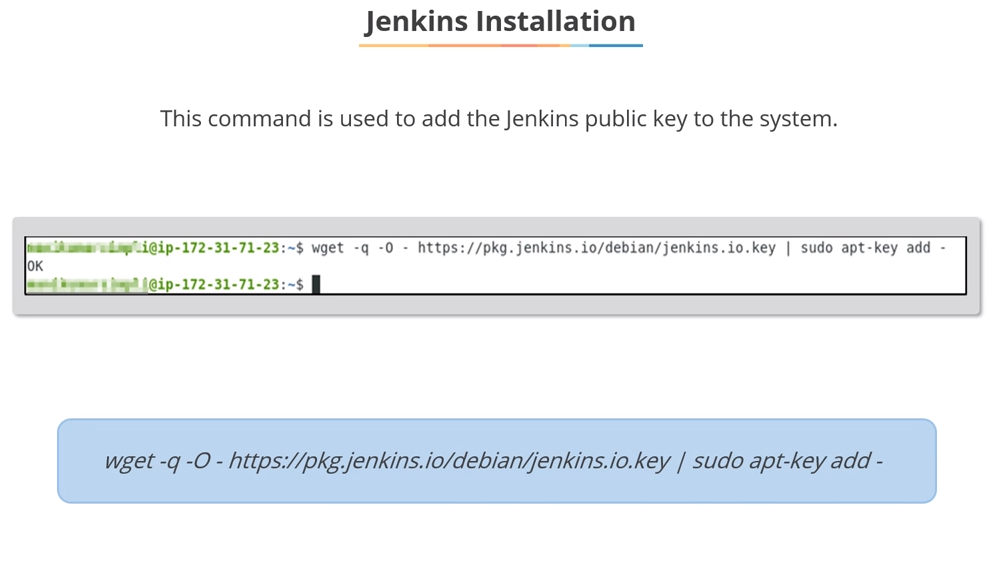 Jenkins Installation
This command is used to add the Jenkins public key to the system.
i@ip-172-31-71-23:~$ wget -q -O - https://pkg.jenkins.io/debian/jenkins.io.key | sudo apt-key add -
OK
@ip-172-31-71-23:~$
wget -q -O - https://pkg.jenkins.io/debian/jenkins.io.key | sudo apt-key add -